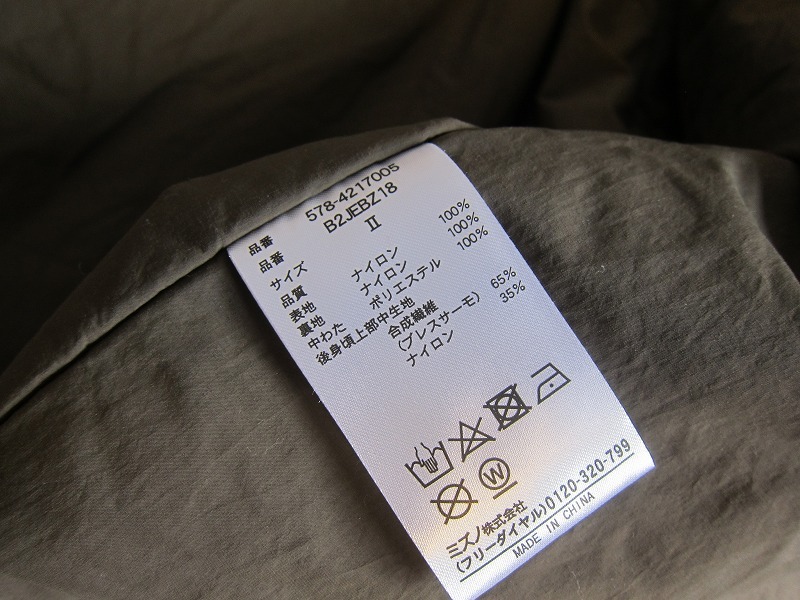 品番 578-4217005
品番 B2JEBZ18
サイズ II
品質
表地 ナイロン 100%
裏地 ナイロン 100%
中わた ポリエステル 100%
後身頃上部中生地
合成繊維 65%
(ブレスサーモ)
ナイロン 35%
W
ミズノ株式会社
(フリーダイヤル)0120-320-799
MADE IN CHINA